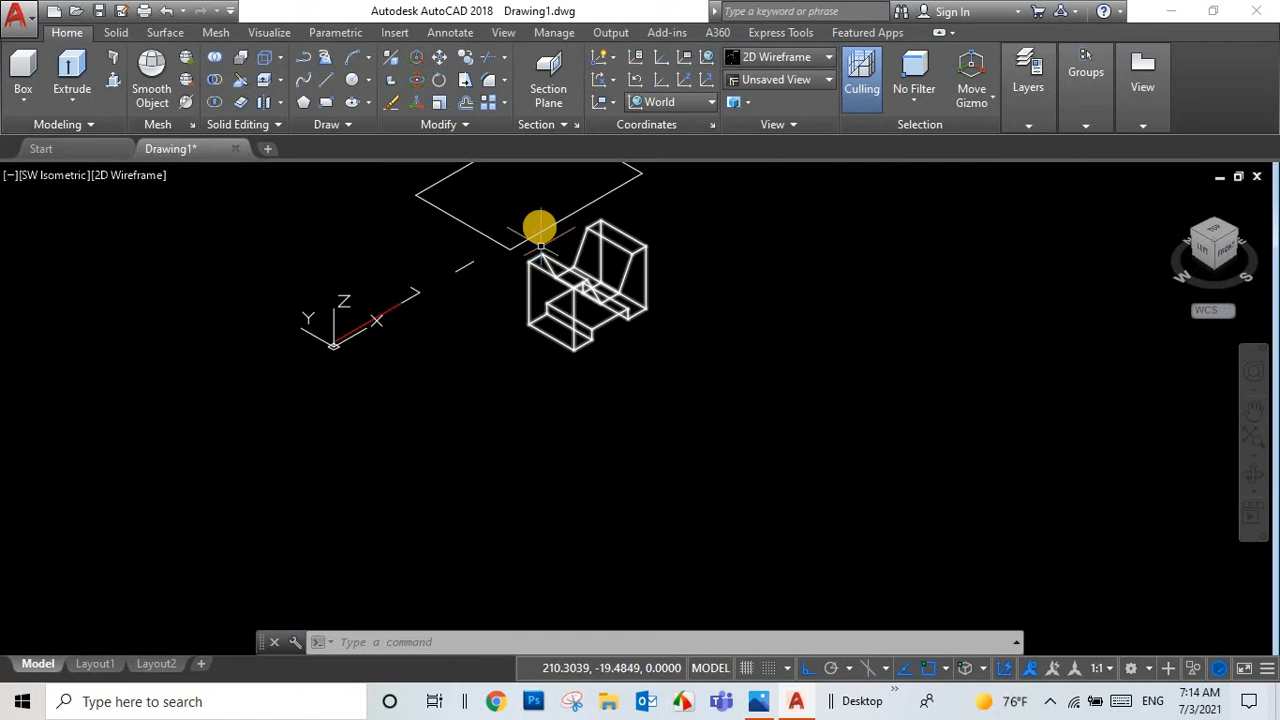 Autodesk AutoCAD 2018 Drawing1.dwg
Type a keyword or phrase
Sign In
Home Solid Surface Mesh Visualize Parametric Insert Annotate View Manage Output Add-ins A360 Express Tools Featured Apps
Box
Extrude
Smooth
Object
Section
Plane
World
2D Wireframe
Unsaved View
Culling
No Filter
Move
Gizmo
Layers
Groups
View
Modeling
Mesh
Solid Editing
Draw
Modify
Section
Coordinates
View
Selection
Start
Drawing1*
[−][SW Isometric][2D Wireframe]
TOP
LEFT
FRONT
W
S
WCS
Z
Y
X
Type a command
Model Layout1 Layout2
210.3039, -19.4849, 0.0000 MODEL
1:1
Type here to search
Ps
Desktop
76°F
ENG
7:14 AM
7/3/2021